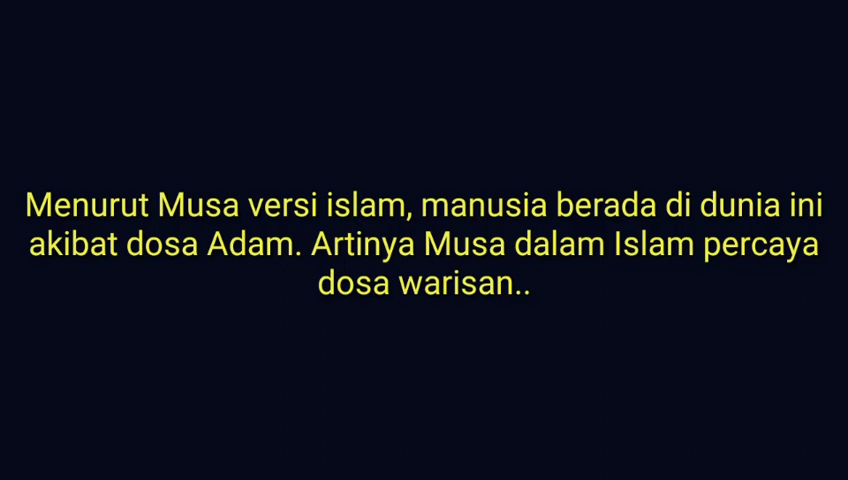 Menurut Musa versi islam, manusia berada di dunia ini
akibat dosa Adam. Artinya Musa dalam Islam percaya
dosa warisan..